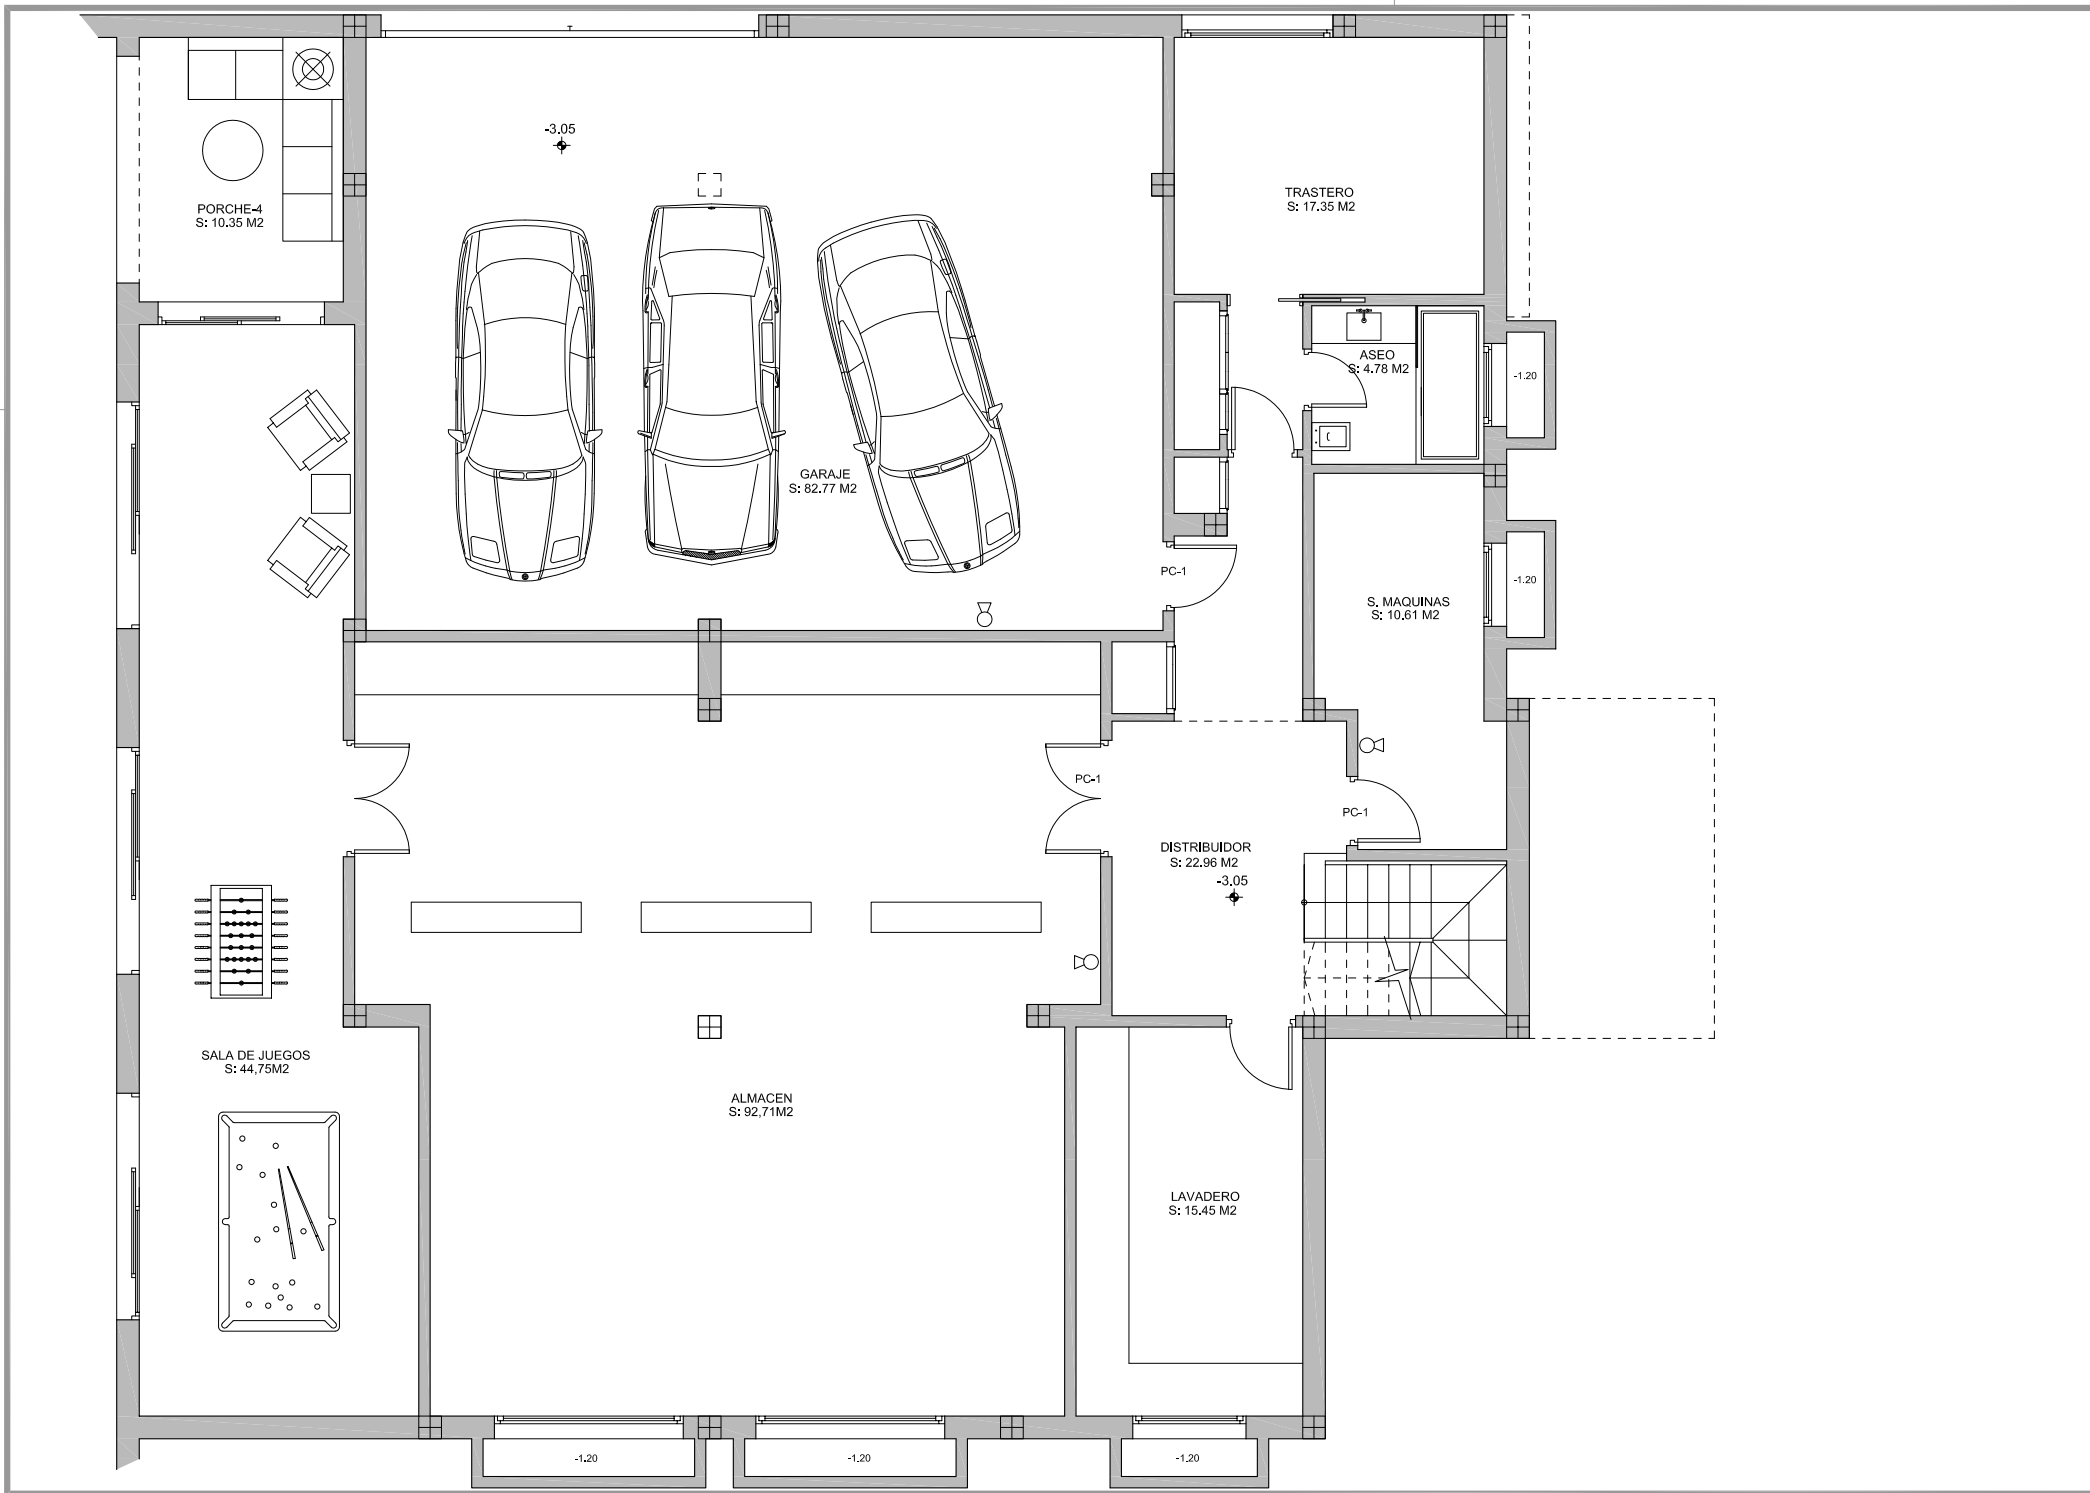 -3.05
PORCHE-4
S: 10.35 M2
TRASTERO
S: 17.35 M2
ASEO
S: 4.78 M2
-1.20
GARAJE
S: 82.77 M2
PC-1
S. MAQUINAS
S: 10.61 M2
-1.20
PC-1
PC-1
DISTRIBUIDOR
S: 22.96 M2
-3.05
SALA DE JUEGOS
S: 44,75M2
ALMACEN
S: 92,71M2
LAVADERO
S: 15.45 M2
-1.20
-1.20
-1.20